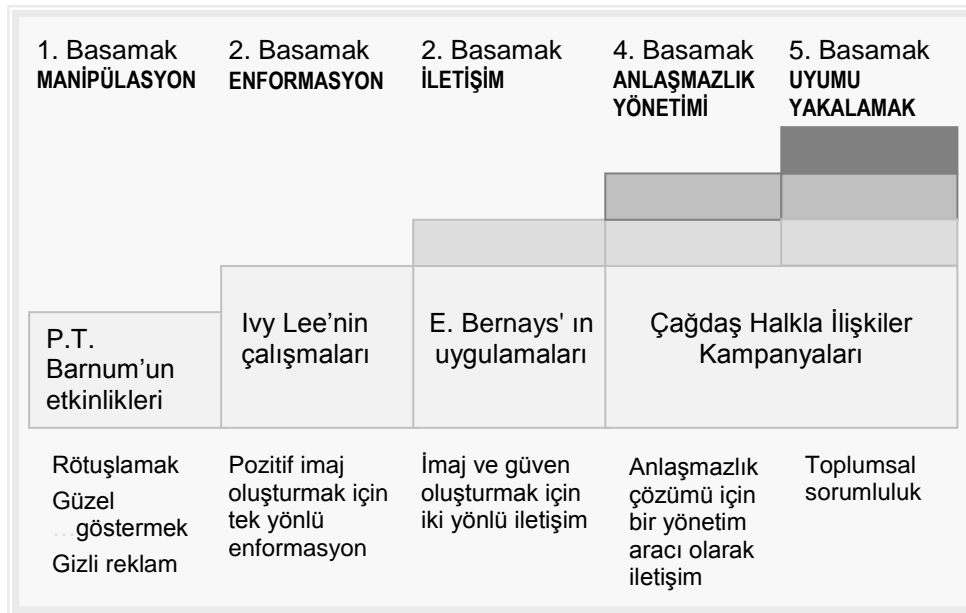 1. Basamak
MANİPÜLASYON
2. Basamak
ENFORMASYON
2. Basamak
İLETİŞİM
4. Basamak
ANLAŞMAZLIK
YÖNETİMİ
5. Basamak
UYUMU
YAKALAMAK
P.T.
Barnum’un
etkinlikleri
Ivy Lee’nin
çalışmaları
E. Bernays' ın
uygulamaları
Çağdaş Halkla İlişkiler
Kampanyaları
Rötuşlamak
Güzel
…göstermek
Gizli reklam
Pozitif imaj
oluşturmak için
tek yönlü
enformasyon
İmaj ve güven
oluşturmak için
iki yönlü iletişim
Anlaşmazlık
çözümü için
bir yönetim
aracı olarak
iletişim
Toplumsal
sorumluluk